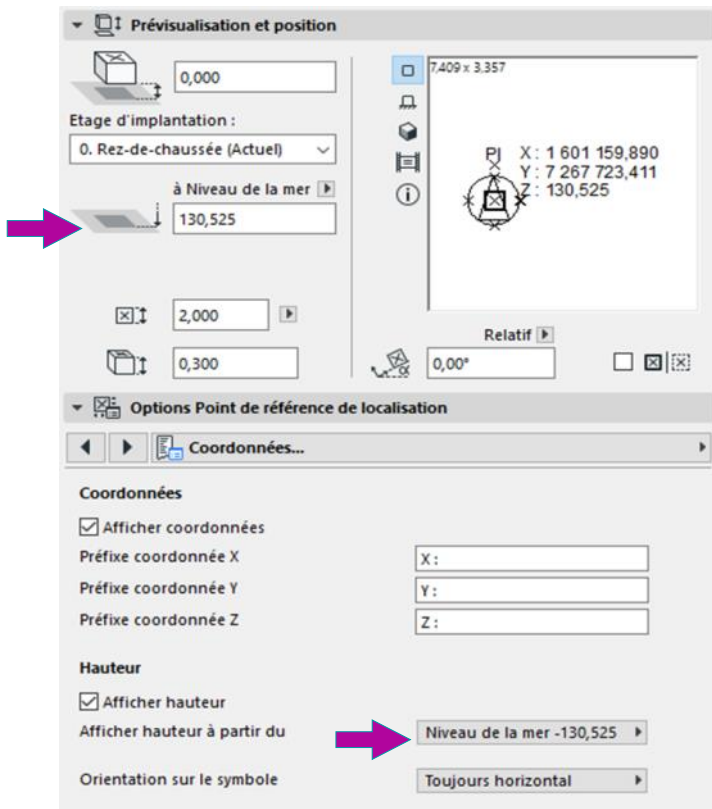 Prévisualisation et position
0,000
Etage d'implantation :
0. Rez-de-chaussée (Actuel)
à Niveau de la mer
130,525
2,000
0,300
7,409 x 3,357
PI
X : 1 601 159,890
Y : 7 267 723,411
Z : 130,525
Relatif
α
0,00°
Options Point de référence de localisation
Coordonnées...
Coordonnées
Afficher coordonnées
Préfixe coordonnée X
X :
Préfixe coordonnée Y
Y :
Préfixe coordonnée Z
Z :
Hauteur
Afficher hauteur
Afficher hauteur à partir du
Niveau de la mer -130,525
Orientation sur le symbole
Toujours horizontal